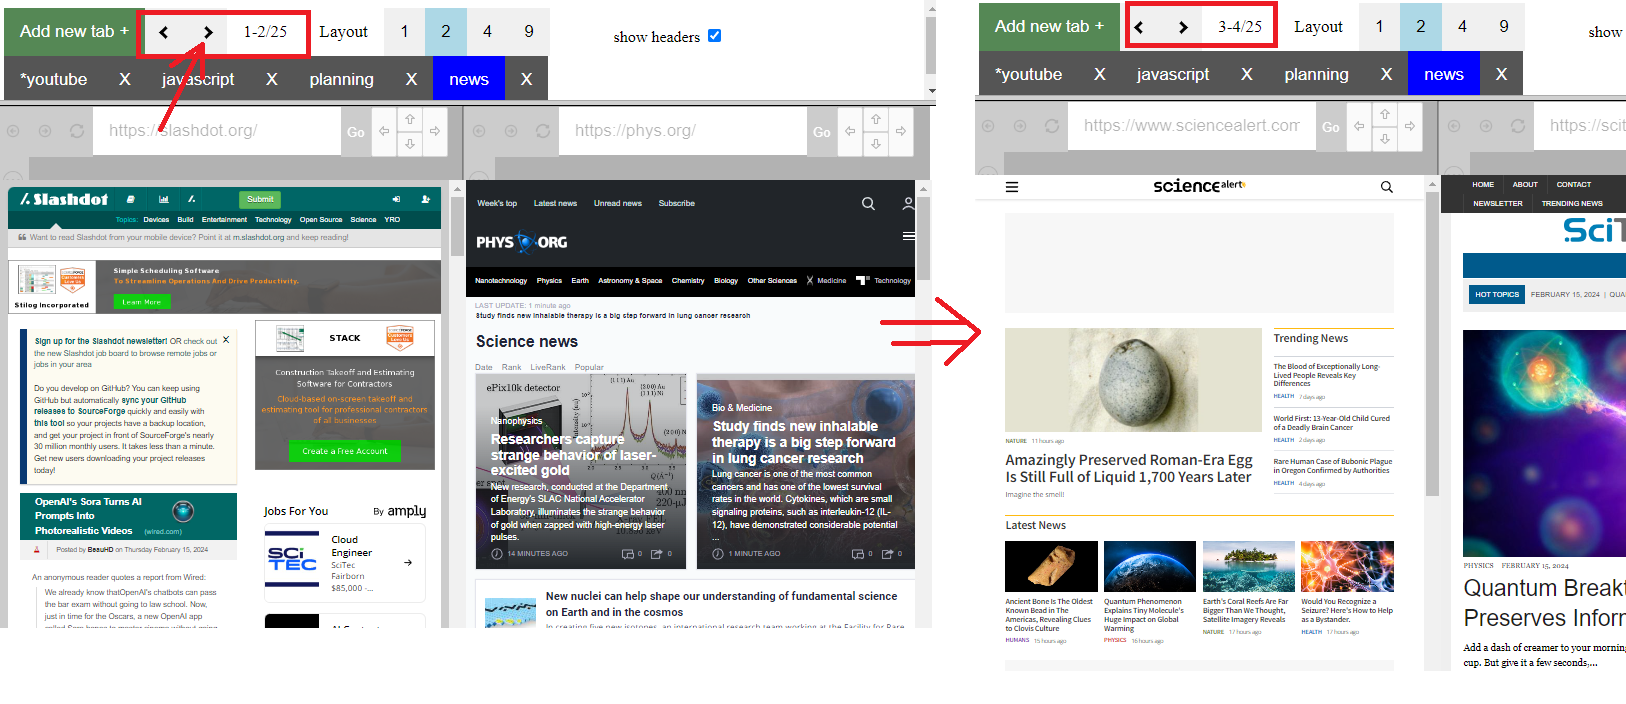 Add new tab +
1-2/25
Layout
1
2
4
9
show headers
*youtube
X
javascript
X
planning
X
news
X
https://slashdot.org/
Go
https://phys.org/
Go
Slashdot
Submit
Topics: Devices Build Entertainment Technology Open Source Science YRO
Want to read Slashdot from your mobile device? Point it at m.slashdot.org and keep reading!
Simple Scheduling Software
To Streamline Operations And Drive Productivity.
Learn More
Stilog Incorporated
Sign up for the Slashdot newsletter! OR check out
the new Slashdot job board to browse remote jobs or
jobs in your area
X
Do you develop on GitHub? You can keep using
GitHub but automatically sync your GitHub
releases to SourceForge quickly and easily with
this tool so your projects have a backup location,
and get your project in front of SourceForge's nearly
30 million monthly users. It takes less than a minute.
Get new users downloading your project releases
today!
STACK
Construction Takeoff and Estimating
Software for Contractors
Cloud-based on-screen takeoff and
estimating tool for professional contractors
of all businesses
Create a Free Account
OpenAI's Sora Turns AI
Prompts Into
Photorealistic Videos (wired.com)
Posted by BeauHD on Thursday February 15, 2024
An anonymous reader quotes a report from Wired:
We already know thatOpenAI's chatbots can pass
the bar exam without going to law school. Now,
just in time for the Oscars, a new OpenAI app
called Sora hopes to master cinema without going
Jobs For You
By amply
SCI
TEC
Cloud
Engineer
SciTec
Fairborn
$85,000 -...
Week's top
Latest news
Unread news
Subscribe
PHYS ORG
Nanotechnology Physics Earth Astronomy & Space Chemistry Biology Other Sciences Medicine Technology
LAST UPDATE: 1 minute ago
Study finds new inhalable therapy is a big step forward in lung cancer research
Science news
Date Rank LiveRank Popular
ePix10k detector
Nanophysics
Researchers capture
strange behavior of laser-
excited gold
New research, conducted at the Department
of Energy's SLAC National Accelerator
Laboratory, illuminates the strange behavior
of gold when zapped with high-energy laser
pulses.
14 MINUTES AGO
0
0
Bio & Medicine
Study finds new inhalable
therapy is a big step forward
in lung cancer research
Lung cancer is one of the most common
cancers and has one of the lowest survival
rates in the world. Cytokines, which are small
signaling proteins, such as interleukin-12 (IL-
12), have demonstrated considerable potential
...
1 MINUTE AGO
0
0
New nuclei can help shape our understanding of fundamental science
on Earth and in the cosmos
In creating five new isotopes, an international research team working at the Facility for Rare
Add new tab +
3-4/25
Layout
1
2
4
9
show
*youtube
X
javascript
X
planning
X
news
X
https://www.sciencealert.com
Go
https://scit
science alert
NATURE 11 hours ago
Amazingly Preserved Roman-Era Egg
Is Still Full of Liquid 1,700 Years Later
Imagine the smell!
Trending News
The Blood of Exceptionally Long-
Lived People Reveals Key
Differences
HEALTH 7 days ago
World First: 13-Year-Old Child Cured
of a Deadly Brain Cancer
HEALTH 2 days ago
Rare Human Case of Bubonic Plague
in Oregon Confirmed by Authorities
HEALTH 4 days ago
Latest News
Ancient Bone Is The Oldest
Known Bead in The
Americas, Revealing Clues
to Clovis Culture
HUMANS 15 hours ago
Quantum Phenomenon
Explains Tiny Molecule's
Huge Impact on Global
Warming
PHYSICS 16 hours ago
Earth's Coral Reefs Are Far
Bigger Than We Thought,
Satellite Imagery Reveals
NATURE 17 hours ago
Would You Recognize a
Seizure? Here's How to Help
as a Bystander.
HEALTH 17 hours ago
HOME ABOUT CONTACT
NEWSLETTER TRENDING NEWS
SciT
HOT TOPICS
FEBRUARY 15, 2024 | QUA
PHYSICS FEBRUARY 15, 2024
Quantum Breakt
Preserves Inforr
Add a dash of creamer to your morning
cup. But give it a few seconds,...